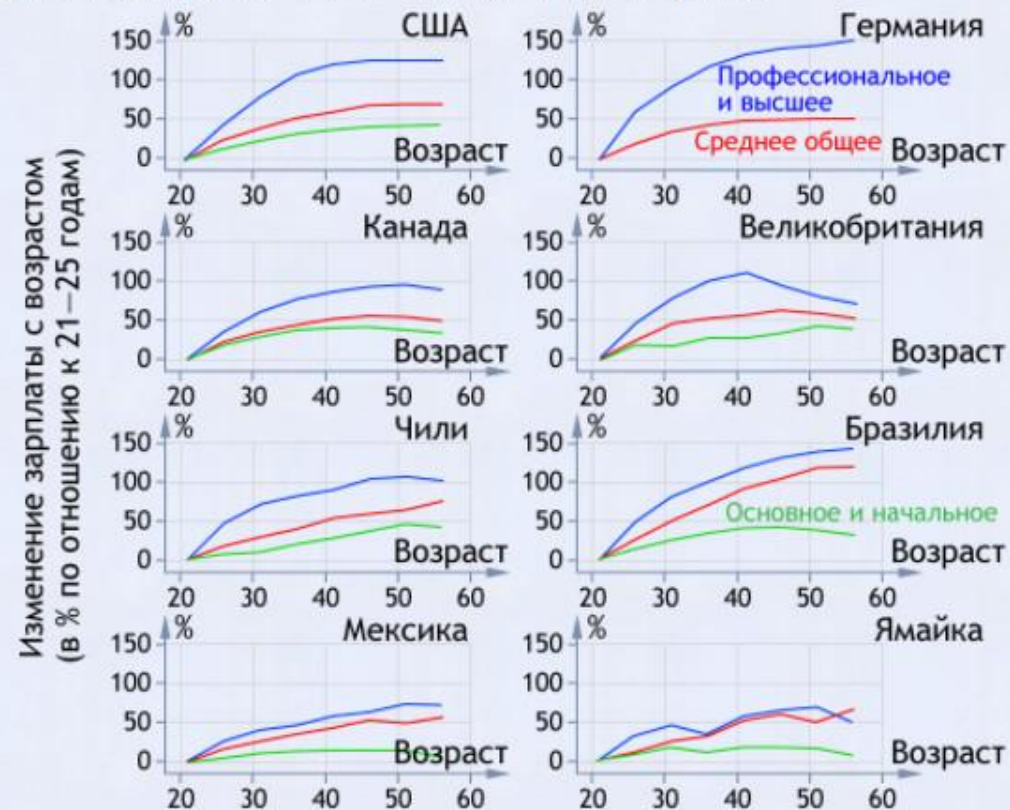 Изменение зарплаты с возрастом
(в % по отношению к 21—25 годам)
% США
150
100
50
0
Возраст
20 30 40 50 60
% Германия
150
100
50
0
Профессиональное
и высшее
Среднее общее
Возраст
20 30 40 50 60
% Канада
150
100
50
0
Возраст
20 30 40 50 60
% Великобритания
150
100
50
0
Возраст
20 30 40 50 60
% Чили
150
100
50
0
Возраст
20 30 40 50 60
% Бразилия
150
100
50
0
Основное и начальное
Возраст
20 30 40 50 60
% Мексика
150
100
50
0
Возраст
20 30 40 50 60
% Ямайка
150
100
50
0
Возраст
20 30 40 50 60